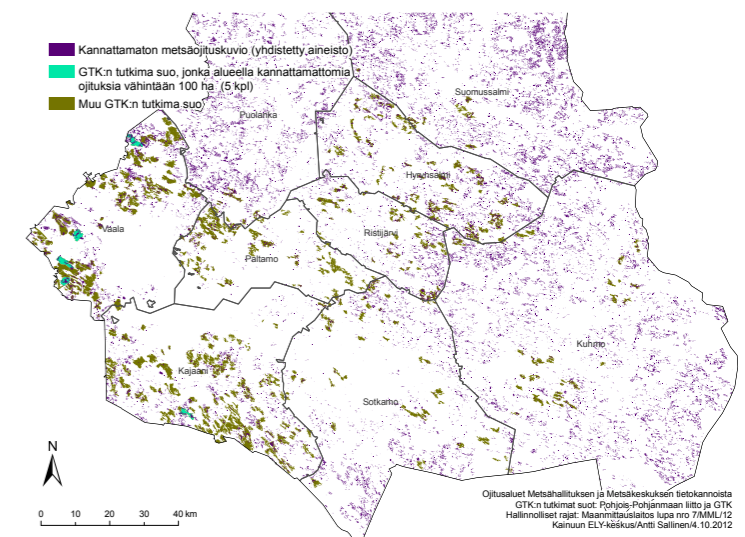 Kannattamaton metsäojituskuvio (yhdistetty aineisto)
GTK:n tutkima suo, jonka alueella kannattamattomia
ojituksia vähintään 100 ha (5 kpl)
Muu GTK:n tutkima suo
Suomussalmi
Puolanka
Hyrynsalmi
Vaala
Ristijärvi
Paltamo
Kuhmo
Kajaani
Sotkamo
N
0 10 20 30 40 km
Ojitusaluet Metsähallituksen ja Metsäkeskuksen tietokannoista
GTK:n tutkimat suot: Pohjois-Pohjanmaan liitto ja GTK
Hallinnolliset rajat: Maanmittauslaitos lupa nro 7/MML/12
Kainuun ELY-keskus/Antti Sallinen/4.10.2012